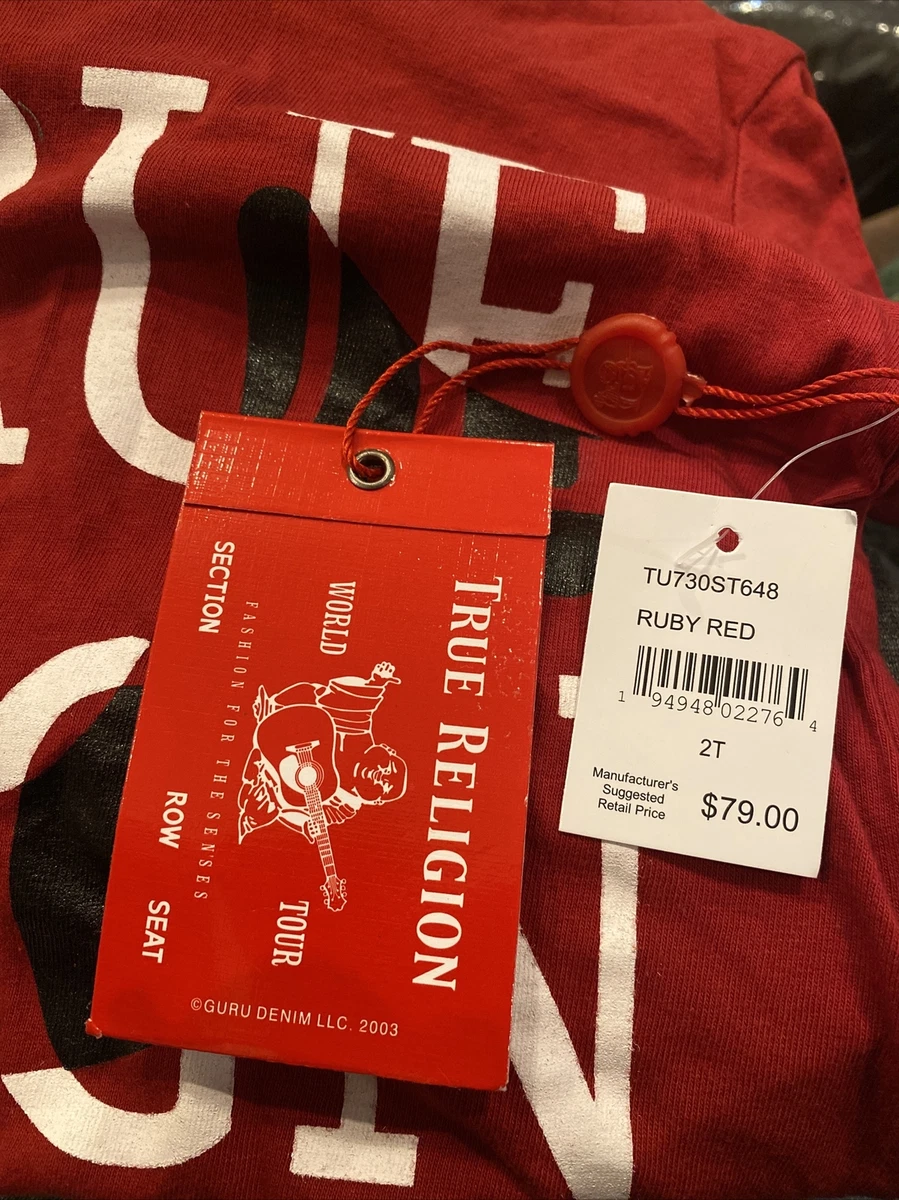 TRUE RELIGION
WORLD TOUR
FASHION FOR THE SENSES
SECTION ROW SEAT
©GURU DENIM LLC. 2003
TU730ST648
RUBY RED
1 94948 02276 4
2T
Manufacturer's
Suggested
Retail Price
$79.00